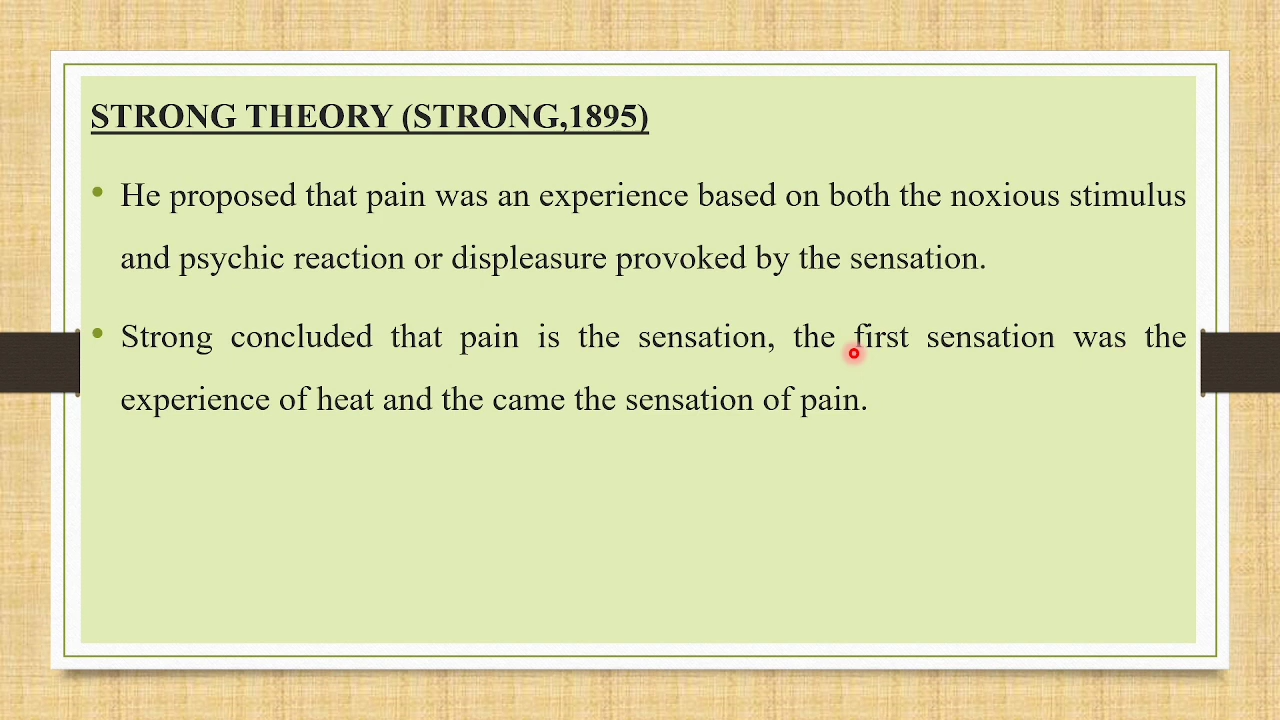 STRONG THEORY (STRONG,1895)
• He proposed that pain was an experience based on both the noxious stimulus
and psychic reaction or displeasure provoked by the sensation.
• Strong concluded that pain is the sensation, the first sensation was the
experience of heat and the came the sensation of pain.